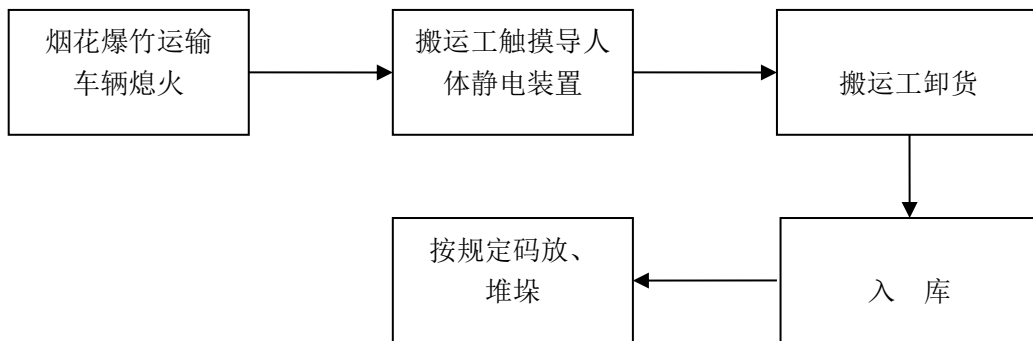 烟花爆竹运输
车辆熄火
搬运工触摸导人
体静电装置
搬运工卸货
入 库
按规定码放、
堆垛